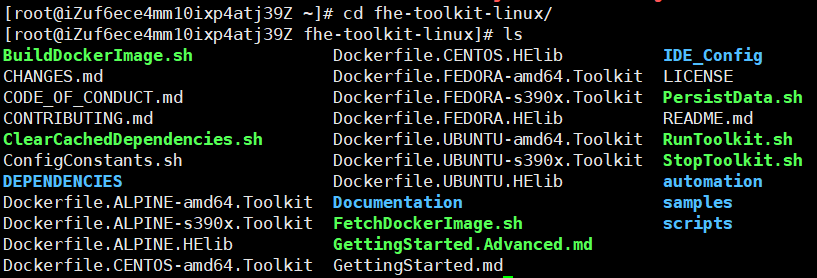 [root@iZuf6ece4mm10ixp4atj39Z ~]# cd fhe-toolkit-linux/
[root@iZuf6ece4mm10ixp4atj39Z fhe-toolkit-linux]# ls
BuildDockerImage.sh Dockerfile.CENTOS.HElib IDE_Config
CHANGES.md Dockerfile.FEDORA-amd64.Toolkit LICENSE
CODE_OF_CONDUCT.md Dockerfile.FEDORA-s390x.Toolkit PersistData.sh
CONTRIBUTING.md Dockerfile.FEDORA.HElib README.md
ClearCachedDependencies.sh Dockerfile.UBUNTU-amd64.Toolkit RunToolkit.sh
ConfigConstants.sh Dockerfile.UBUNTU-s390x.Toolkit StopToolkit.sh
DEPENDENCIES Dockerfile.UBUNTU.HElib automation
Dockerfile.ALPINE-amd64.Toolkit Documentation samples
Dockerfile.ALPINE-s390x.Toolkit FetchDockerImage.sh scripts
Dockerfile.ALPINE.HElib GettingStarted.Advanced.md
Dockerfile.CENTOS-amd64.Toolkit GettingStarted.md